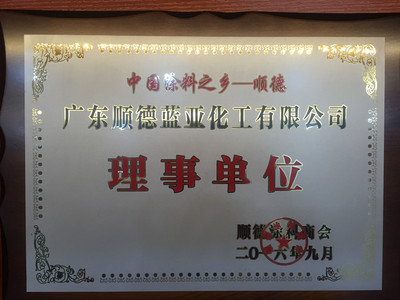 中国涂料之乡—顺德
广东顺德蓝亚化工有限公司
理事单位
顺德涂料商会
二0一六年九月